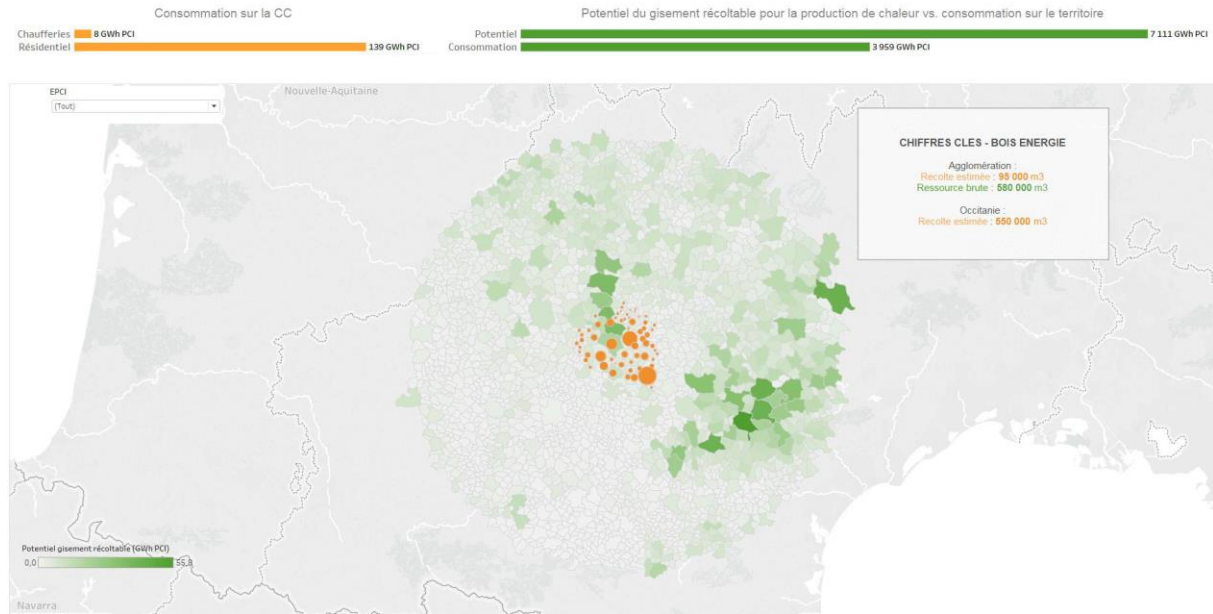 Consommation sur la CC
Potentiel du gisement récoltable pour la production de chaleur vs. consommation sur le territoire
Chaufferies 8 GWh PCI
Résidentiel 139 GWh PCI
Potentiel 7 111 GWh PCI
Consommation 3 959 GWh PCI
EPCI
(Tout)
Nouvelle-Aquitaine
CHIFFRES CLES - BOIS ENERGIE
Agglomération :
Recolte estimée : 95 000 m3
Ressource brute : 580 000 m3
Occitanie :
Recolte estimée : 550 000 m3
Potentiel gisement récoltable (GWh PCI)
0,0 55,8
Navarra